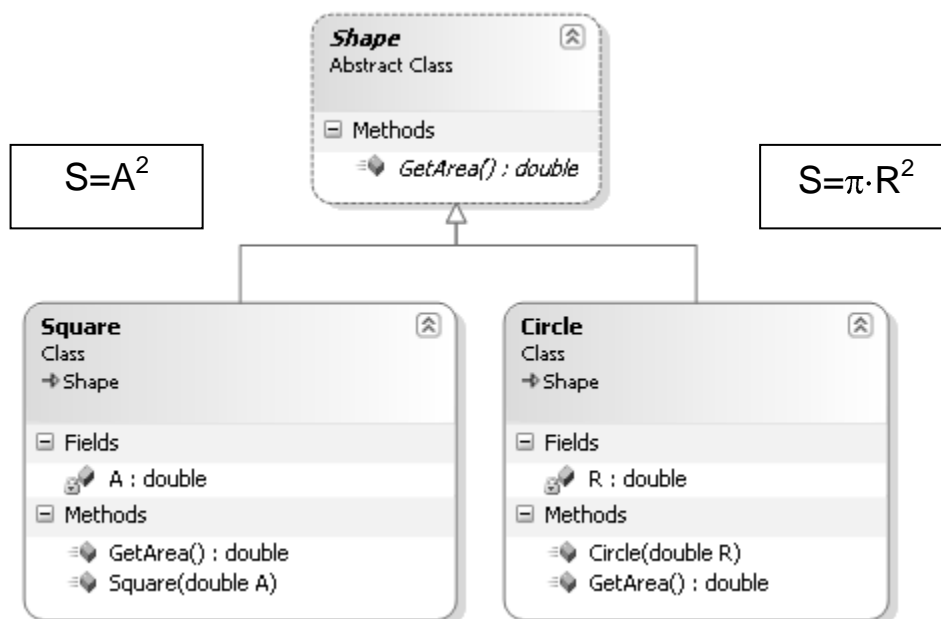 Shape
Abstract Class
Methods
GetArea() : double
S=A²
S=π·R²
Square
Class
Shape
Fields
A : double
Methods
GetArea() : double
Square(double A)
Circle
Class
Shape
Fields
R : double
Methods
Circle(double R)
GetArea() : double